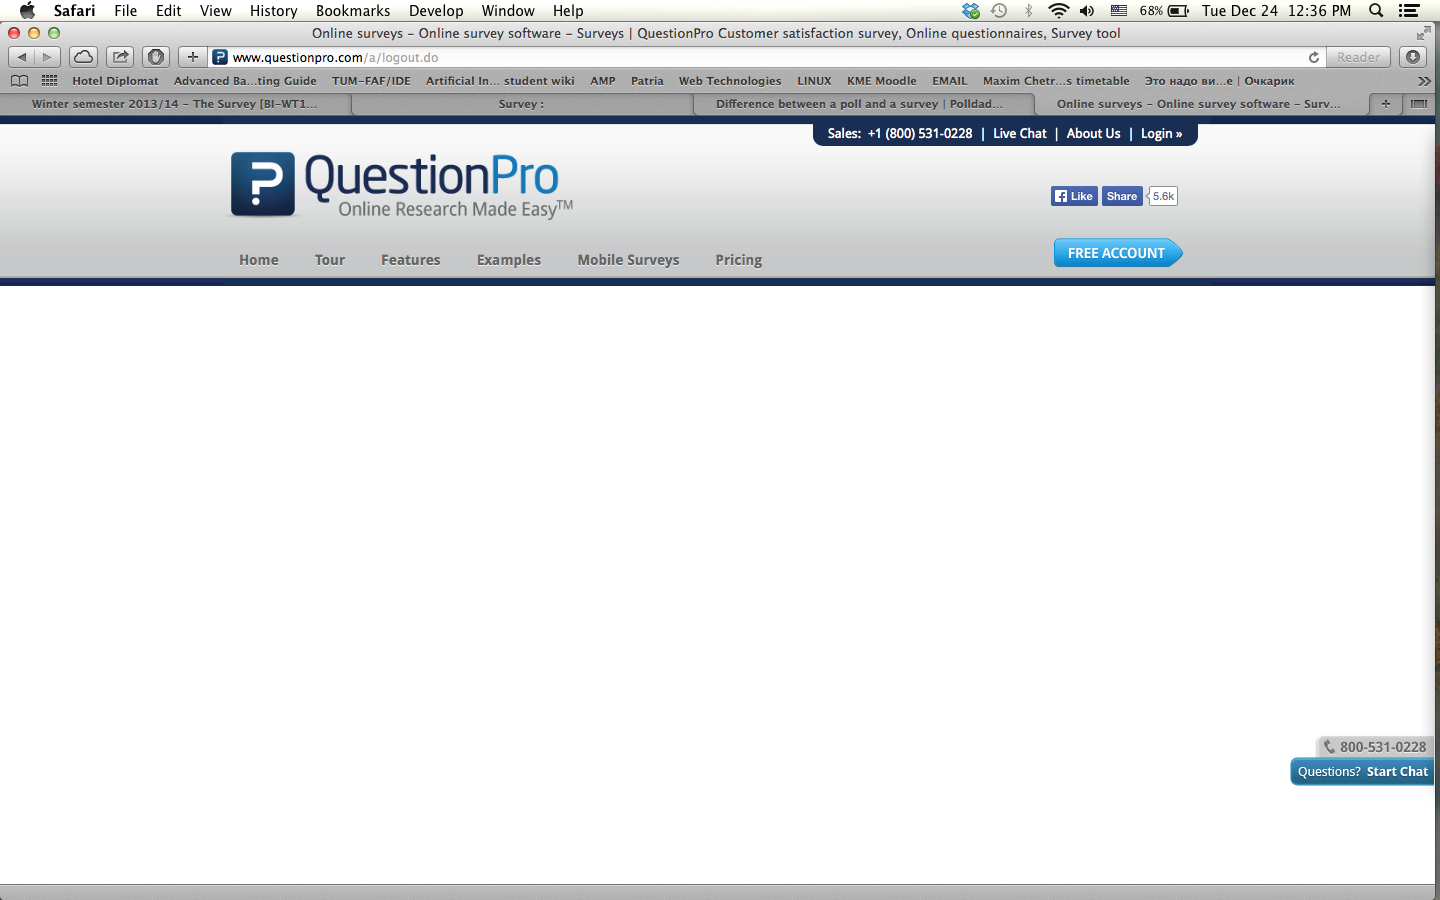 Safari File Edit View History Bookmarks Develop Window Help 68% Tue Dec 24 12:36 PM
Online surveys – Online survey software – Surveys | QuestionPro Customer satisfaction survey, Online questionnaires, Survey tool
www.questionpro.com/a/logout.do Reader
Hotel Diplomat Advanced Ba...ting Guide TUM-FAF/IDE Artificial In... student wiki AMP Patria Web Technologies LINUX KME Moodle EMAIL Maxim Chetr...s timetable Это надо ви...е | Очкарик
Winter semester 2013/14 – The Survey [BI-WT1... Survey : Difference between a poll and a survey | Polldad... Online surveys – Online survey software – Surv...
Sales: +1 (800) 531-0228 | Live Chat | About Us | Login »
QuestionPro
Online Research Made Easy™
Like Share 5.6k
FREE ACCOUNT
Home Tour Features Examples Mobile Surveys Pricing
800-531-0228
Questions? Start Chat